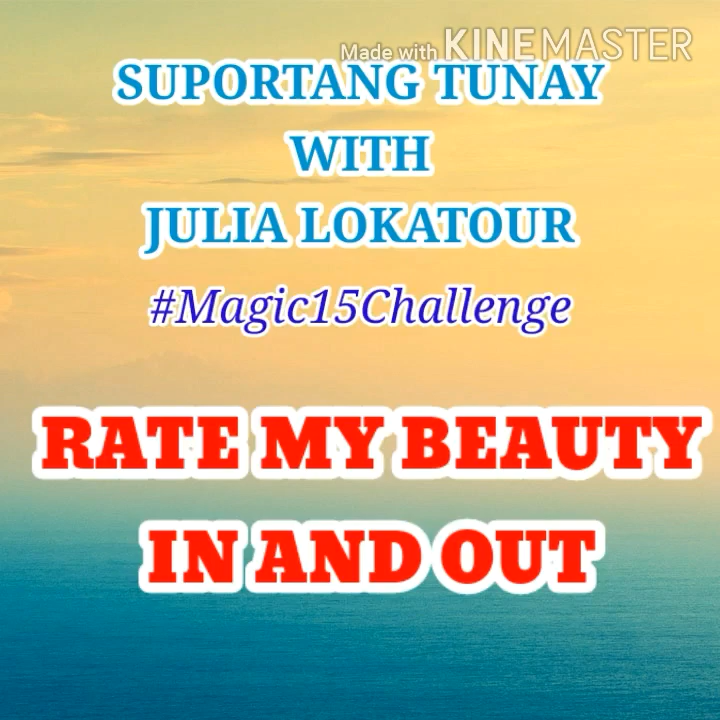 Made with KINEMASTER
SUPORTANG TUNAY
WITH
JULIA LOKATOUR
#Magic15Challenge
RATE MY BEAUTY
IN AND OUT